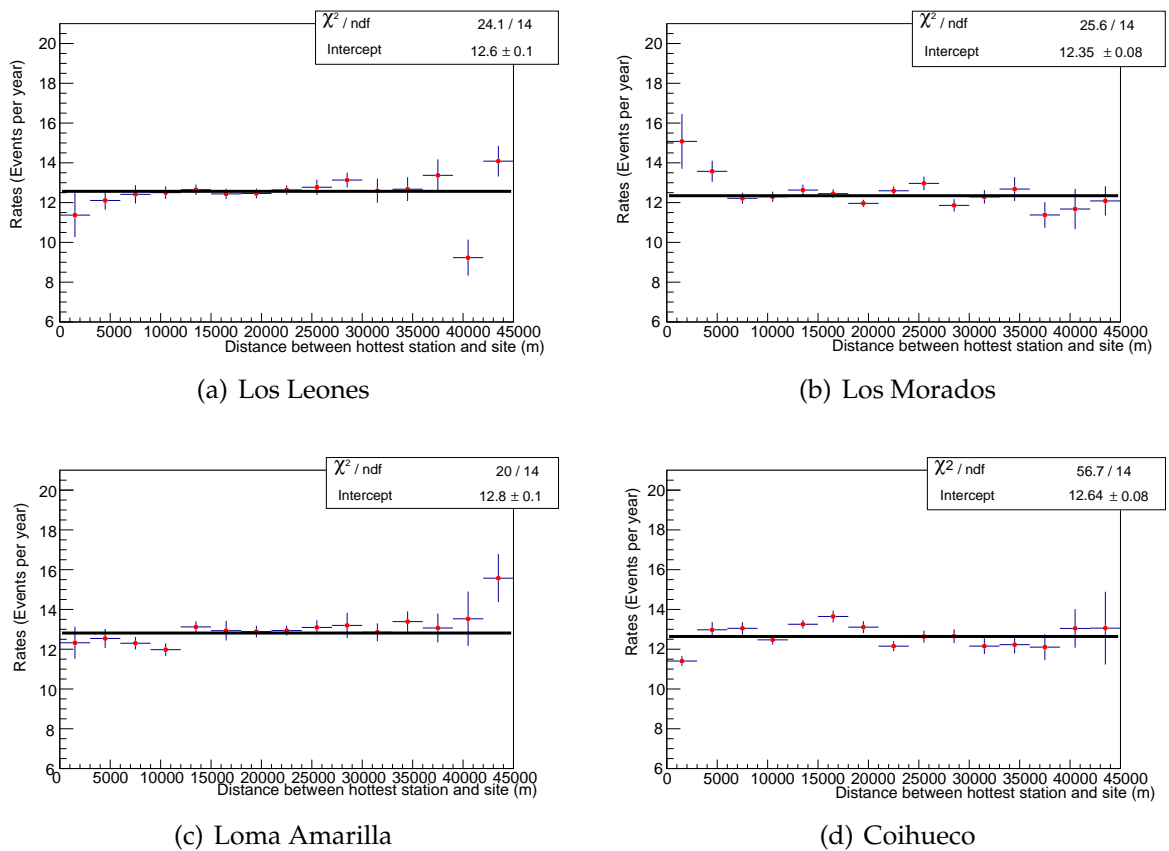 χ² / ndf 24.1 / 14
Intercept 12.6 ± 0.1
Rates (Events per year)
20
18
16
14
12
10
8
6
0 5000 10000 15000 20000 25000 30000 35000 40000 45000
Distance between hottest station and site (m)
(a) Los Leones
χ² / ndf 25.6 / 14
Intercept 12.35 ± 0.08
Rates (Events per year)
20
18
16
14
12
10
8
6
0 5000 10000 15000 20000 25000 30000 35000 40000 45000
Distance between hottest station and site (m)
(b) Los Morados
χ² / ndf 20 / 14
Intercept 12.8 ± 0.1
Rates (Events per year)
20
18
16
14
12
10
8
6
0 5000 10000 15000 20000 25000 30000 35000 40000 45000
Distance between hottest station and site (m)
(c) Loma Amarilla
χ2 / ndf 56.7 / 14
Intercept 12.64 ± 0.08
Rates (Events per year)
20
18
16
14
12
10
8
6
0 5000 10000 15000 20000 25000 30000 35000 40000 45000
Distance between hottest station and site (m)
(d) Coihueco